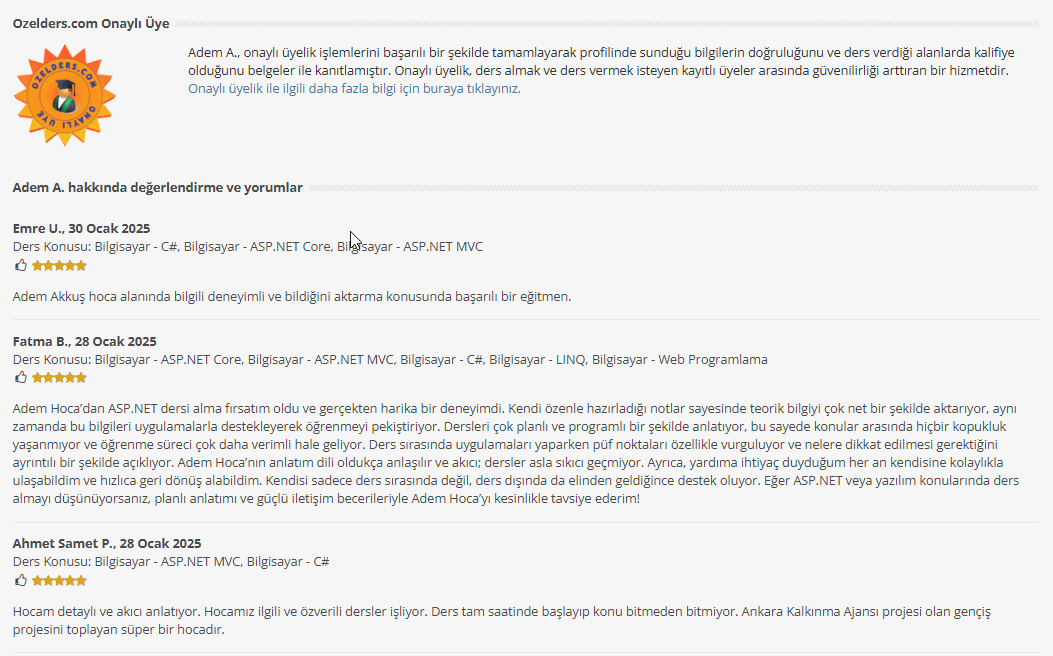 Ozelders.com Onaylı Üye
OZELDERS.COM
ONAYLI ÜYE
Adem A., onaylı üyelik işlemlerini başarılı bir şekilde tamamlayarak profilinde sunduğu bilgilerin doğruluğunu ve ders verdiği alanlarda kalifiye
olduğunu belgeler ile kanıtlamıştır. Onaylı üyelik, ders almak ve ders vermek isteyen kayıtlı üyeler arasında güvenilirliği arttıran bir hizmetdir.
Onaylı üyelik ile ilgili daha fazla bilgi için buraya tıklayınız.
Adem A. hakkında değerlendirme ve yorumlar
Emre U., 30 Ocak 2025
Ders Konusu: Bilgisayar - C#, Bilgisayar - ASP.NET Core, Bilgisayar - ASP.NET MVC
Adem Akkuş hoca alanında bilgili deneyimli ve bildiğini aktarma konusunda başarılı bir eğitmen.
Fatma B., 28 Ocak 2025
Ders Konusu: Bilgisayar - ASP.NET Core, Bilgisayar - ASP.NET MVC, Bilgisayar - C#, Bilgisayar - LINQ, Bilgisayar - Web Programlama
Adem Hoca’dan ASP.NET dersi alma fırsatım oldu ve gerçekten harika bir deneyimdi. Kendi özenle hazırladığı notlar sayesinde teorik bilgiyi çok net bir şekilde aktarıyor, aynı
zamanda bu bilgileri uygulamalarla destekleyerek öğrenmeyi pekiştiriyor. Dersleri çok planlı ve programlı bir şekilde anlatıyor, bu sayede konular arasında hiçbir kopukluk
yaşanmıyor ve öğrenme süreci çok daha verimli hale geliyor. Ders sırasında uygulamaları yaparken püf noktaları özellikle vurguluyor ve nelere dikkat edilmesi gerektiğini
ayrıntılı bir şekilde açıklıyor. Adem Hoca’nın anlatım dili oldukça anlaşılır ve akıcı; dersler asla sıkıcı geçmiyor. Ayrıca, yardıma ihtiyaç duyduğum her an kendisine kolaylıkla
ulaşabildim ve hızlıca geri dönüş alabildim. Kendisi sadece ders sırasında değil, ders dışında da elinden geldiğince destek oluyor. Eğer ASP.NET veya yazılım konularında ders
almayı düşünüyorsanız, planlı anlatımı ve güçlü iletişim becerileriyle Adem Hoca’yı kesinlikle tavsiye ederim!
Ahmet Samet P., 28 Ocak 2025
Ders Konusu: Bilgisayar - ASP.NET MVC, Bilgisayar - C#
Hocam detaylı ve akıcı anlatıyor. Hocamız ilgili ve özverili dersler işliyor. Ders tam saatinde başlayıp konu bitmeden bitmiyor. Ankara Kalkınma Ajansı projesi olan gençiş
projesini toplayan süper bir hocadır.